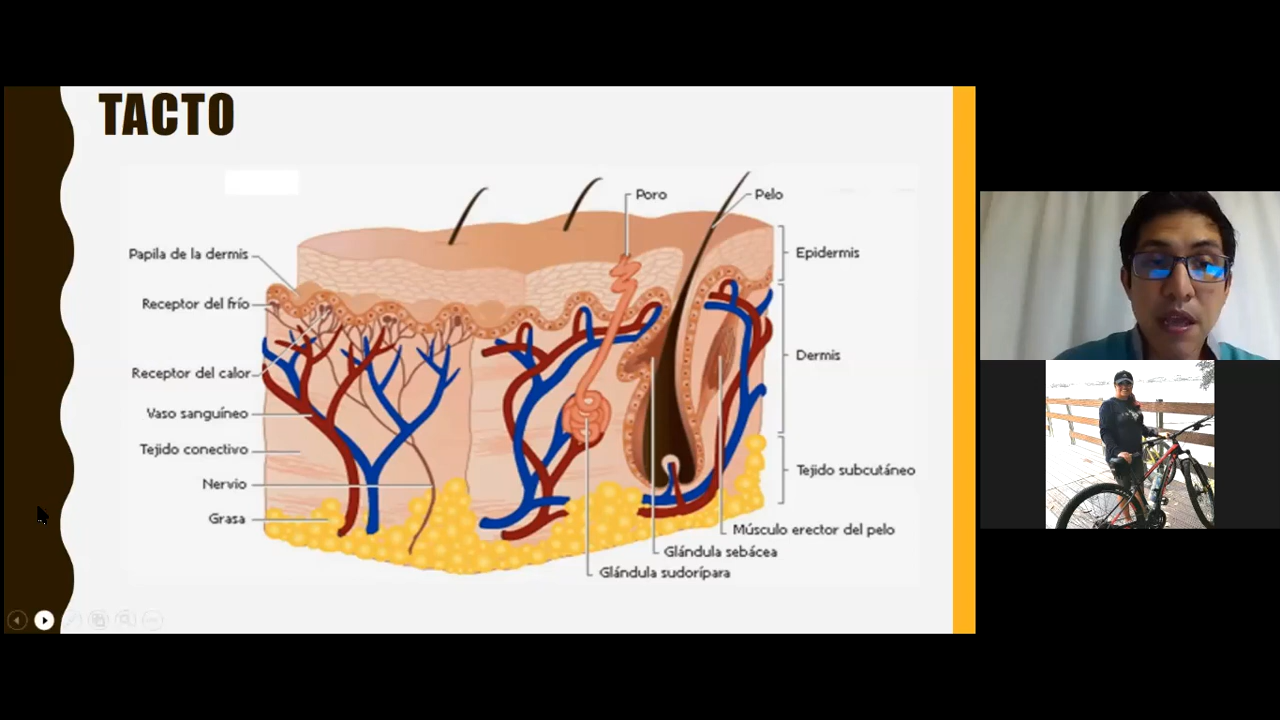 TACTO
Poro
Pelo
Papila de la dermis
Epidermis
Receptor del frío
Dermis
Receptor del calor
Vaso sanguíneo
Tejido conectivo
Tejido subcutáneo
Nervio
Grasa
Músculo erector del pelo
Glándula sebácea
Glándula sudorípara